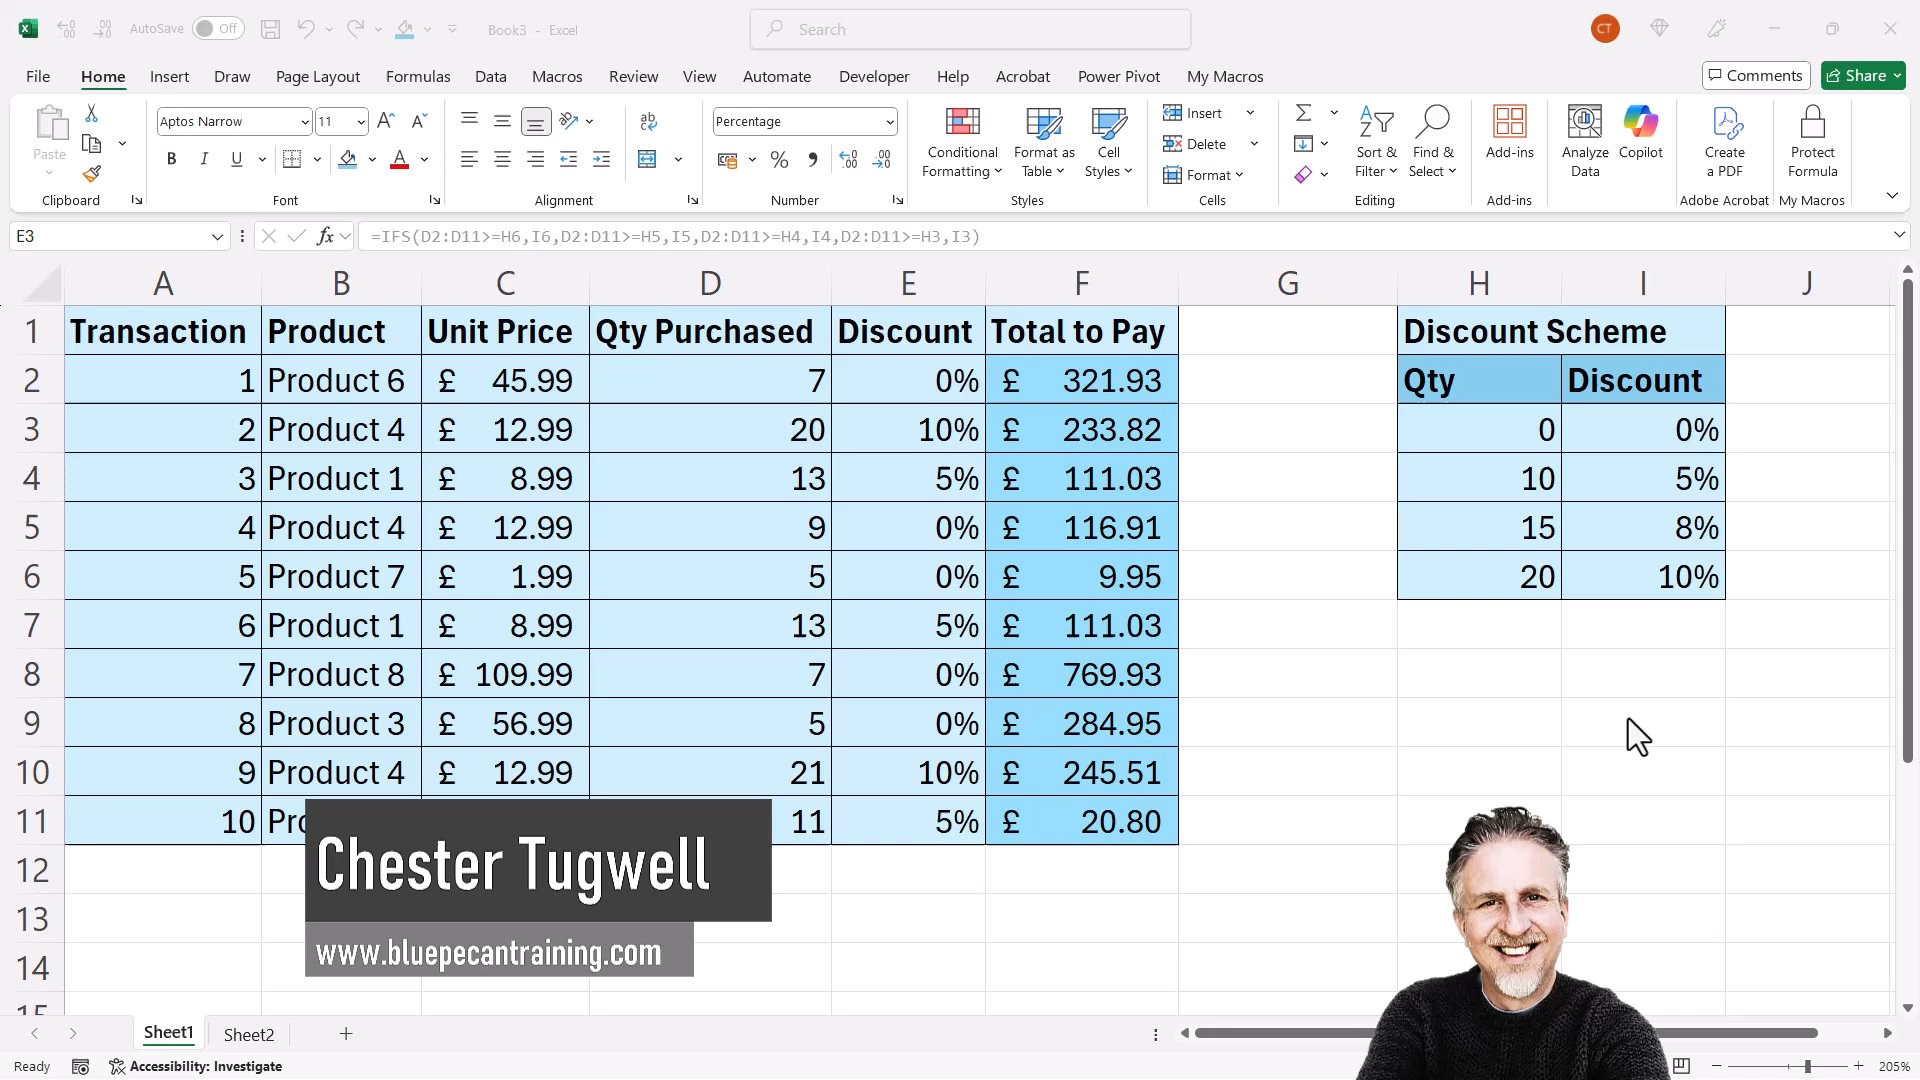 AutoSave Off Book3 - Excel Search CT
File Home Insert Draw Page Layout Formulas Data Macros Review View Automate Developer Help Acrobat Power Pivot My Macros Comments Share
Paste Aptos Narrow 11 Percentage Conditional Formatting Format as Table Cell Styles Insert Delete Format Sort & Filter Find & Select Add-ins Analyze Data Copilot Create a PDF Protect Formula
Clipboard Font Alignment Number Styles Cells Editing Add-ins Adobe Acrobat My Macros
E3 fx =IFS(D2:D11>=H6,I6,D2:D11>=H5,I5,D2:D11>=H4,I4,D2:D11>=H3,I3)
A B C D E F G H I J
1 Transaction Product Unit Price Qty Purchased Discount Total to Pay Discount Scheme
2 1 Product 6 £ 45.99 7 0% £ 321.93 Qty Discount
3 2 Product 4 £ 12.99 20 10% £ 233.82 0 0%
4 3 Product 1 £ 8.99 13 5% £ 111.03 10 5%
5 4 Product 4 £ 12.99 9 0% £ 116.91 15 8%
6 5 Product 7 £ 1.99 5 0% £ 9.95 20 10%
7 6 Product 1 £ 8.99 13 5% £ 111.03
8 7 Product 8 £ 109.99 7 0% £ 769.93
9 8 Product 3 £ 56.99 5 0% £ 284.95
10 9 Product 4 £ 12.99 21 10% £ 245.51
11 10 11 5% £ 20.80
12
13
14
15
Chester Tugwell
www.bluepecantraining.com
Sheet1 Sheet2
Ready Accessibility: Investigate 205%